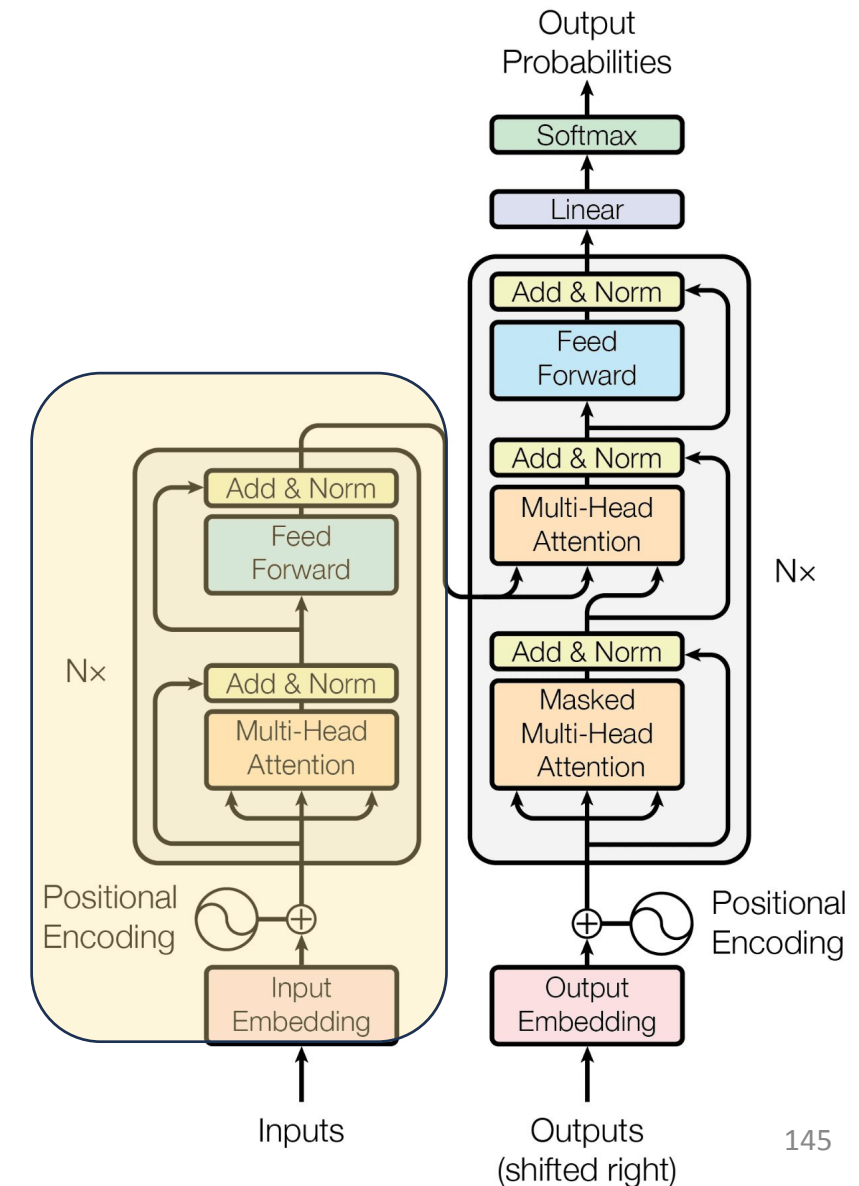 Output
Probabilities
Softmax
Linear
Add & Norm
Feed
Forward
Add & Norm
Multi-Head
Attention
N×
Add & Norm
Masked
Multi-Head
Attention
Positional
Encoding
Output
Embedding
Outputs
(shifted right)
Add & Norm
Feed
Forward
N×
Add & Norm
Multi-Head
Attention
Positional
Encoding
Input
Embedding
Inputs
145